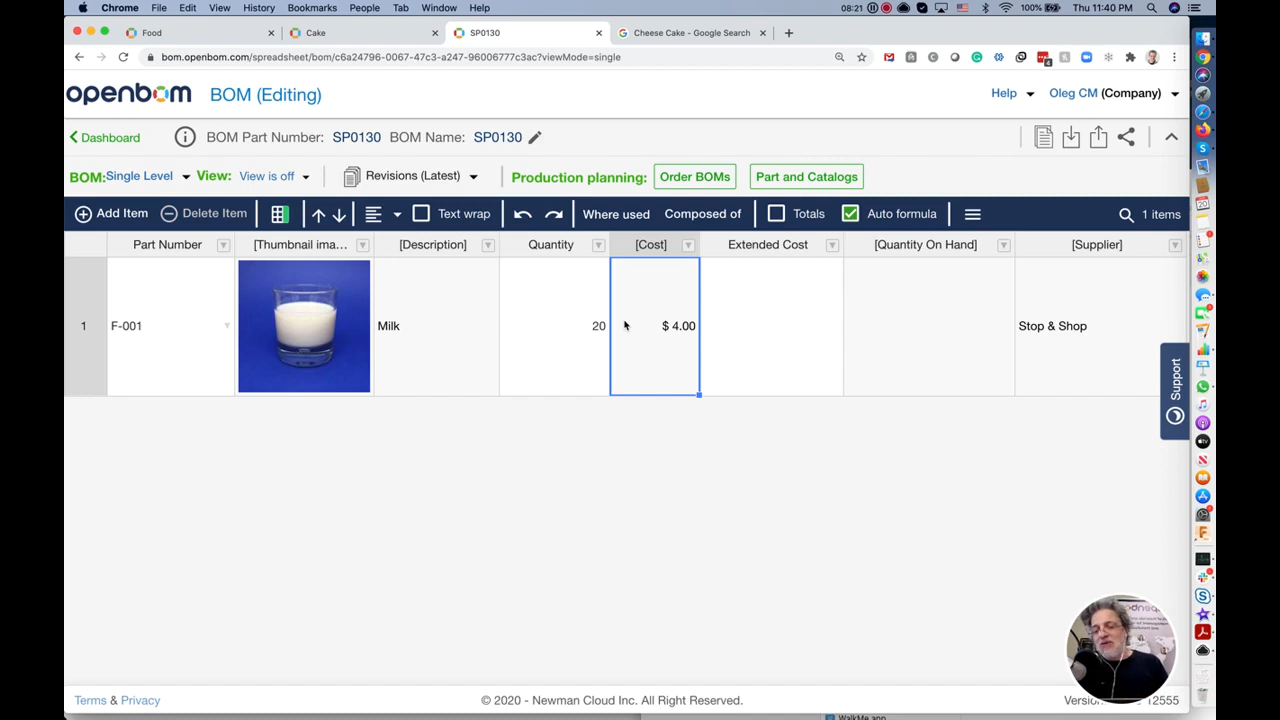 Chrome File Edit View History Bookmarks People Tab Window Help 08:21 100% Thu 11:40 PM
Food
Cake
SP0130
Cheese Cake - Google Search
bom.openbom.com/spreadsheet/bom/c6a24796-0067-47c3-a247-96006777c3ac?viewMode=single
openbom BOM (Editing) Help Oleg CM (Company)
Dashboard BOM Part Number: SP0130 BOM Name: SP0130
BOM: Single Level View: View is off Revisions (Latest) Production planning: Order BOMs Part and Catalogs
Add Item Delete Item Text wrap Where used Composed of Totals Auto formula 1 items
Part Number [Thumbnail ima... [Description] Quantity [Cost] Extended Cost [Quantity On Hand] [Supplier]
1 F-001 Milk 20 $ 4.00 Stop & Shop
Support
Terms & Privacy © 2020 - Newman Cloud Inc. All Right Reserved. 12555
WalkMe app